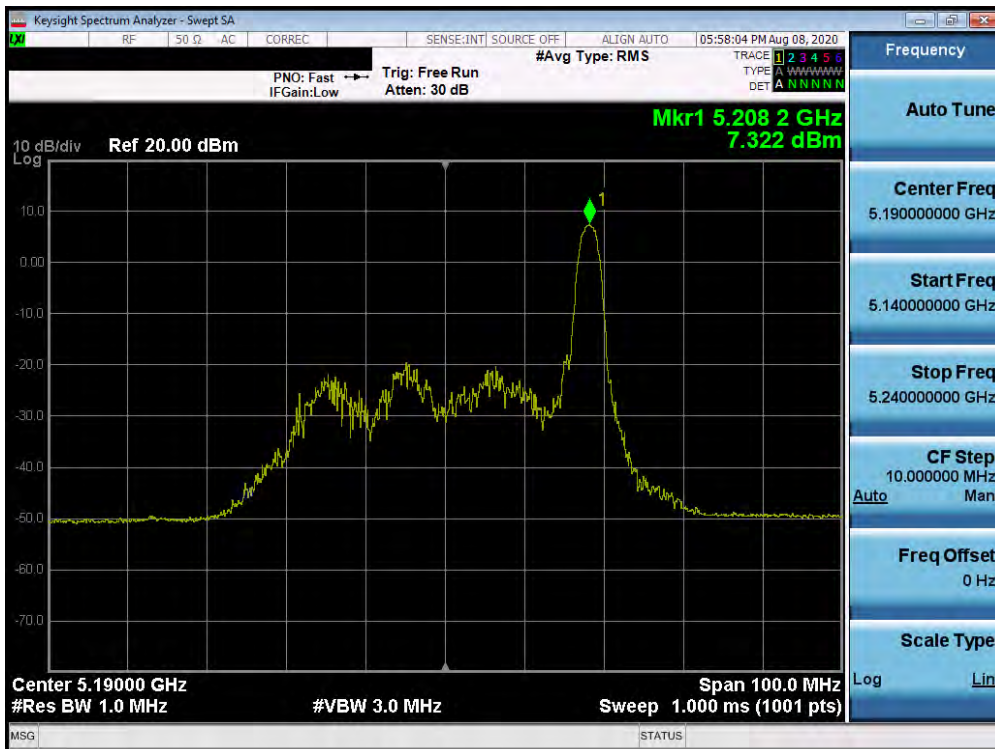 Keysight Spectrum Analyzer - Swept SA
LXI RF 50 Ω AC CORREC SENSE:INT SOURCE OFF ALIGN AUTO 05:58:04 PM Aug 08, 2020
#Avg Type: RMS
TRACE 1 2 3 4 5 6
PNO: Fast Trig: Free Run
TYPE A WWWWW
IFGain:Low Atten: 30 dB
DET A N N N N N
Mkr1 5.208 2 GHz
7.322 dBm
10 dB/div Ref 20.00 dBm
Log
1
10.0
0.00
-10.0
-20.0
-30.0
-40.0
-50.0
-60.0
-70.0
Center 5.19000 GHz Span 100.0 MHz
#Res BW 1.0 MHz #VBW 3.0 MHz Sweep 1.000 ms (1001 pts)
MSG STATUS
Frequency
Auto Tune
Center Freq
5.190000000 GHz
Start Freq
5.140000000 GHz
Stop Freq
5.240000000 GHz
CF Step
10.000000 MHz
Auto Man
Freq Offset
0 Hz
Scale Type
Log Lin